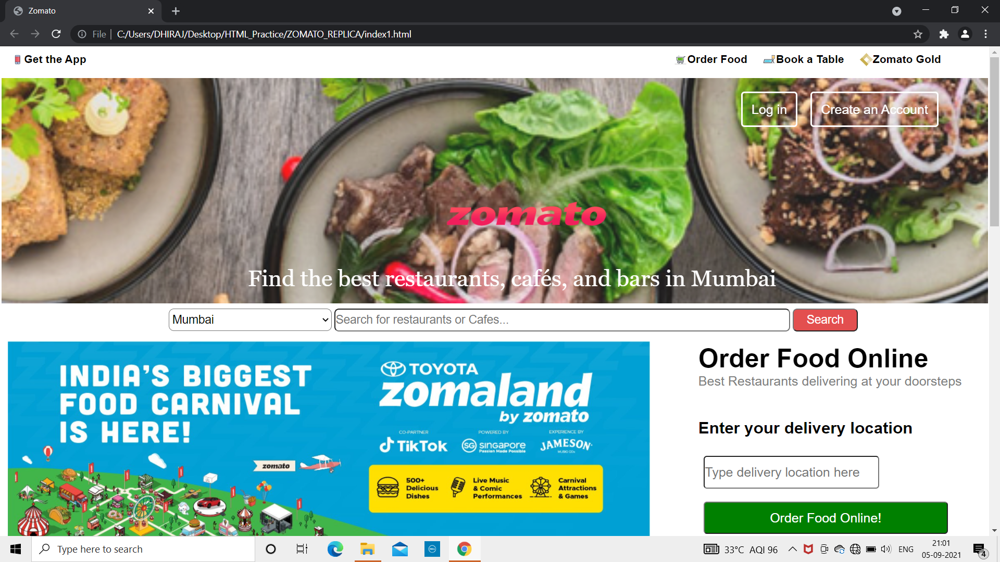 Zomato
File
C:/Users/DHIRAJ/Desktop/HTML_Practice/ZOMATO_REPLICA/index1.html
Get the App
Order Food
Book a Table
Zomato Gold
Log in
Create an Account
zomato
Find the best restaurants, cafés, and bars in Mumbai
Mumbai
Search for restaurants or Cafes...
Search
INDIA'S BIGGEST
FOOD CARNIVAL
IS HERE!
TOYOTA
zomaland
by zomato
CO-PARTNER
TikTok
POWERED BY
SG SINGAPORE
Passion Made Possible
EXPERIENCE BY
JAMESON
MUSIC CDs
zomato
500+
Delicious
Dishes
Live Music
& Comic
Performances
Carnival
Attractions
& Games
Order Food Online
Best Restaurants delivering at your doorsteps
Enter your delivery location
Type delivery location here
Order Food Online!
Type here to search
DELL
33°C AQI 96
ENG
21:01
05-09-2021
4